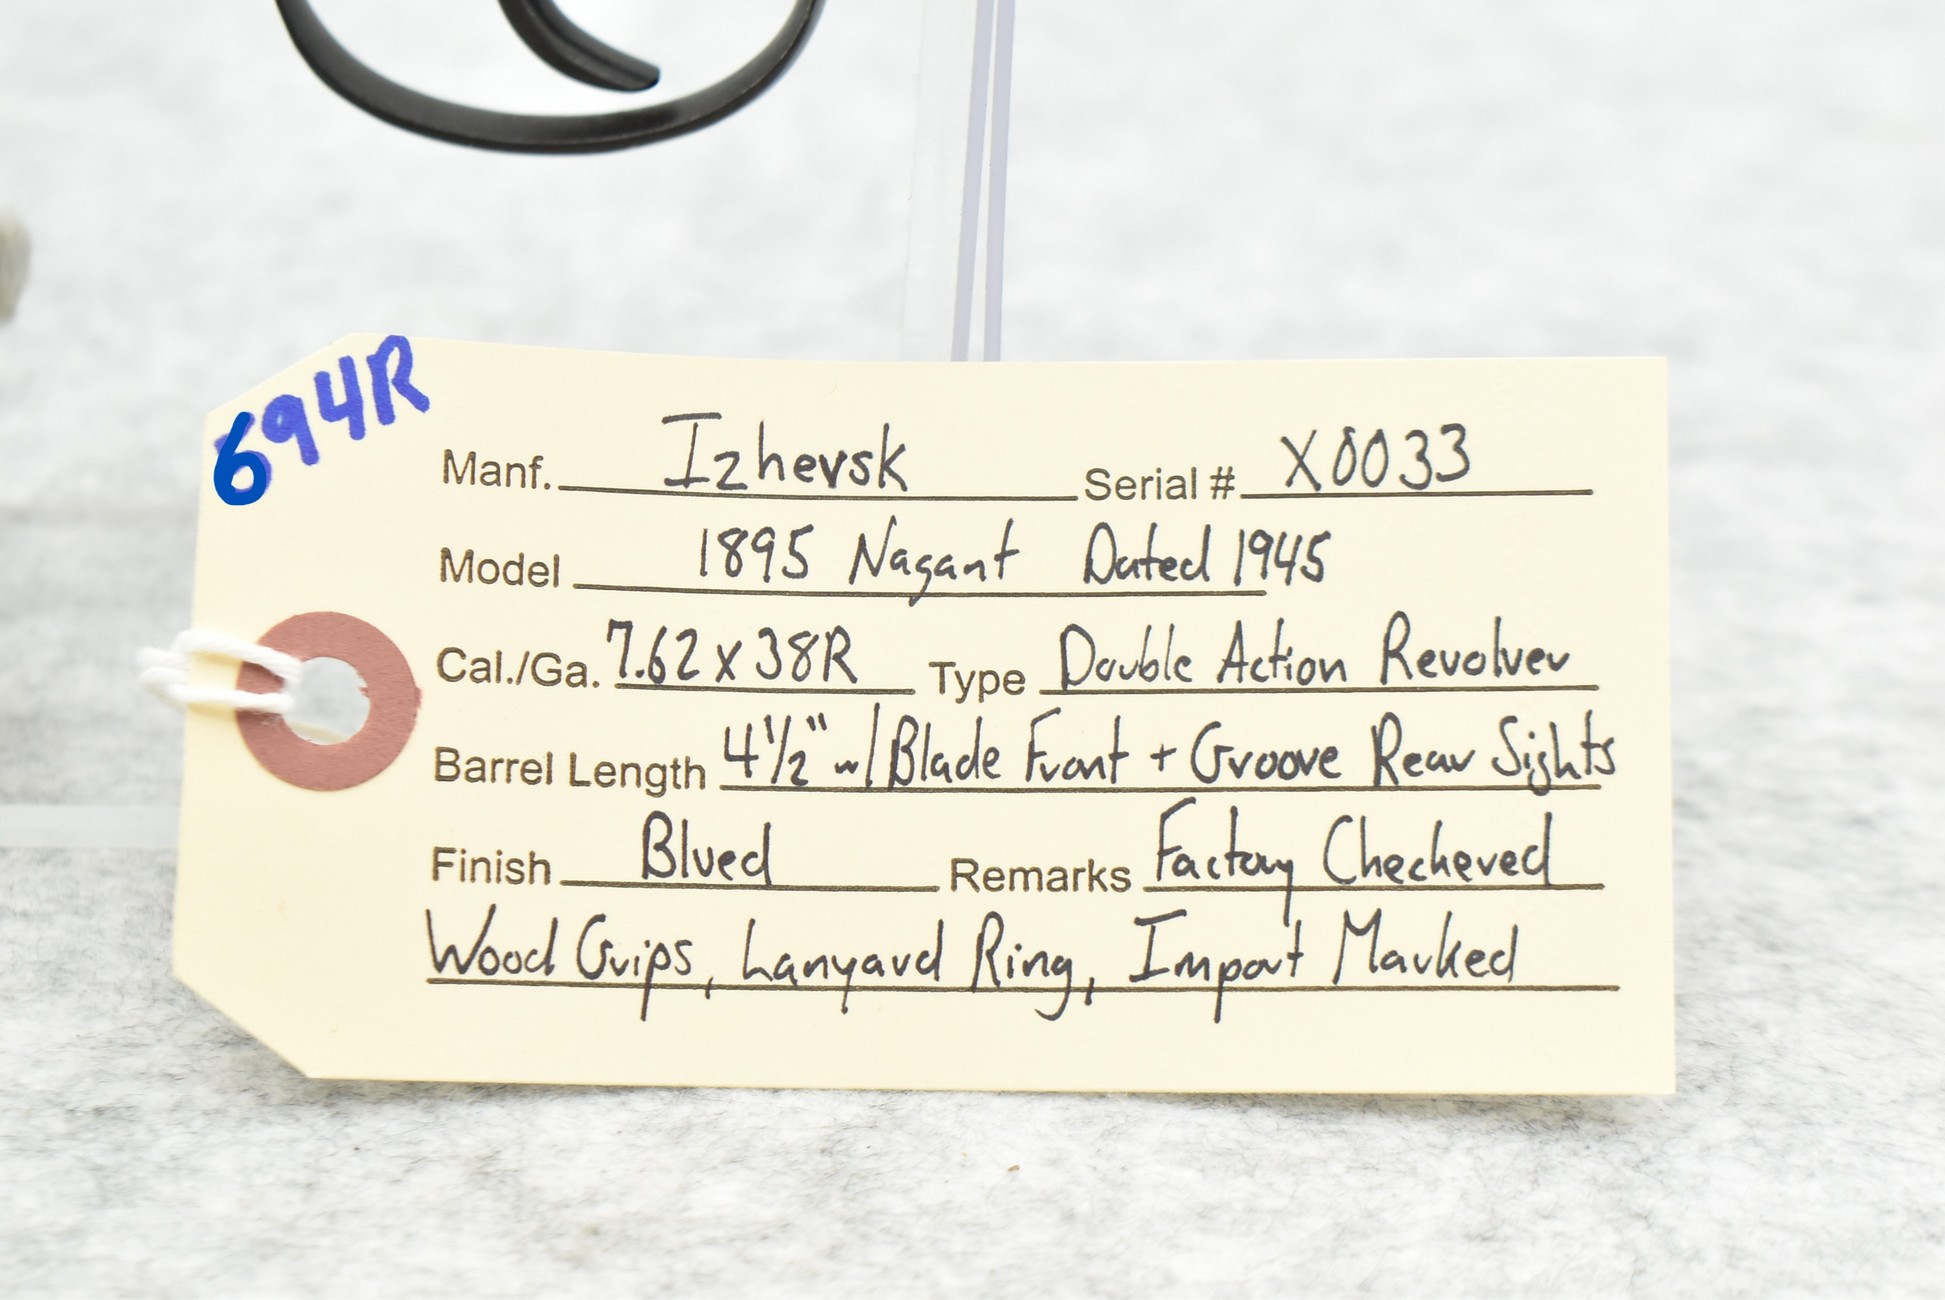 694R
Manf. Izhevsk Serial # X0033
Model 1895 Nagant Dated 1945
Cal./Ga. 7.62 x 38R Type Double Action Revolver
Barrel Length 4 1/2" w/ Blade Front + Groove Rear Sights
Finish Blued Remarks Factory Checkered
Wood Grips, Lanyard Ring, Import Marked